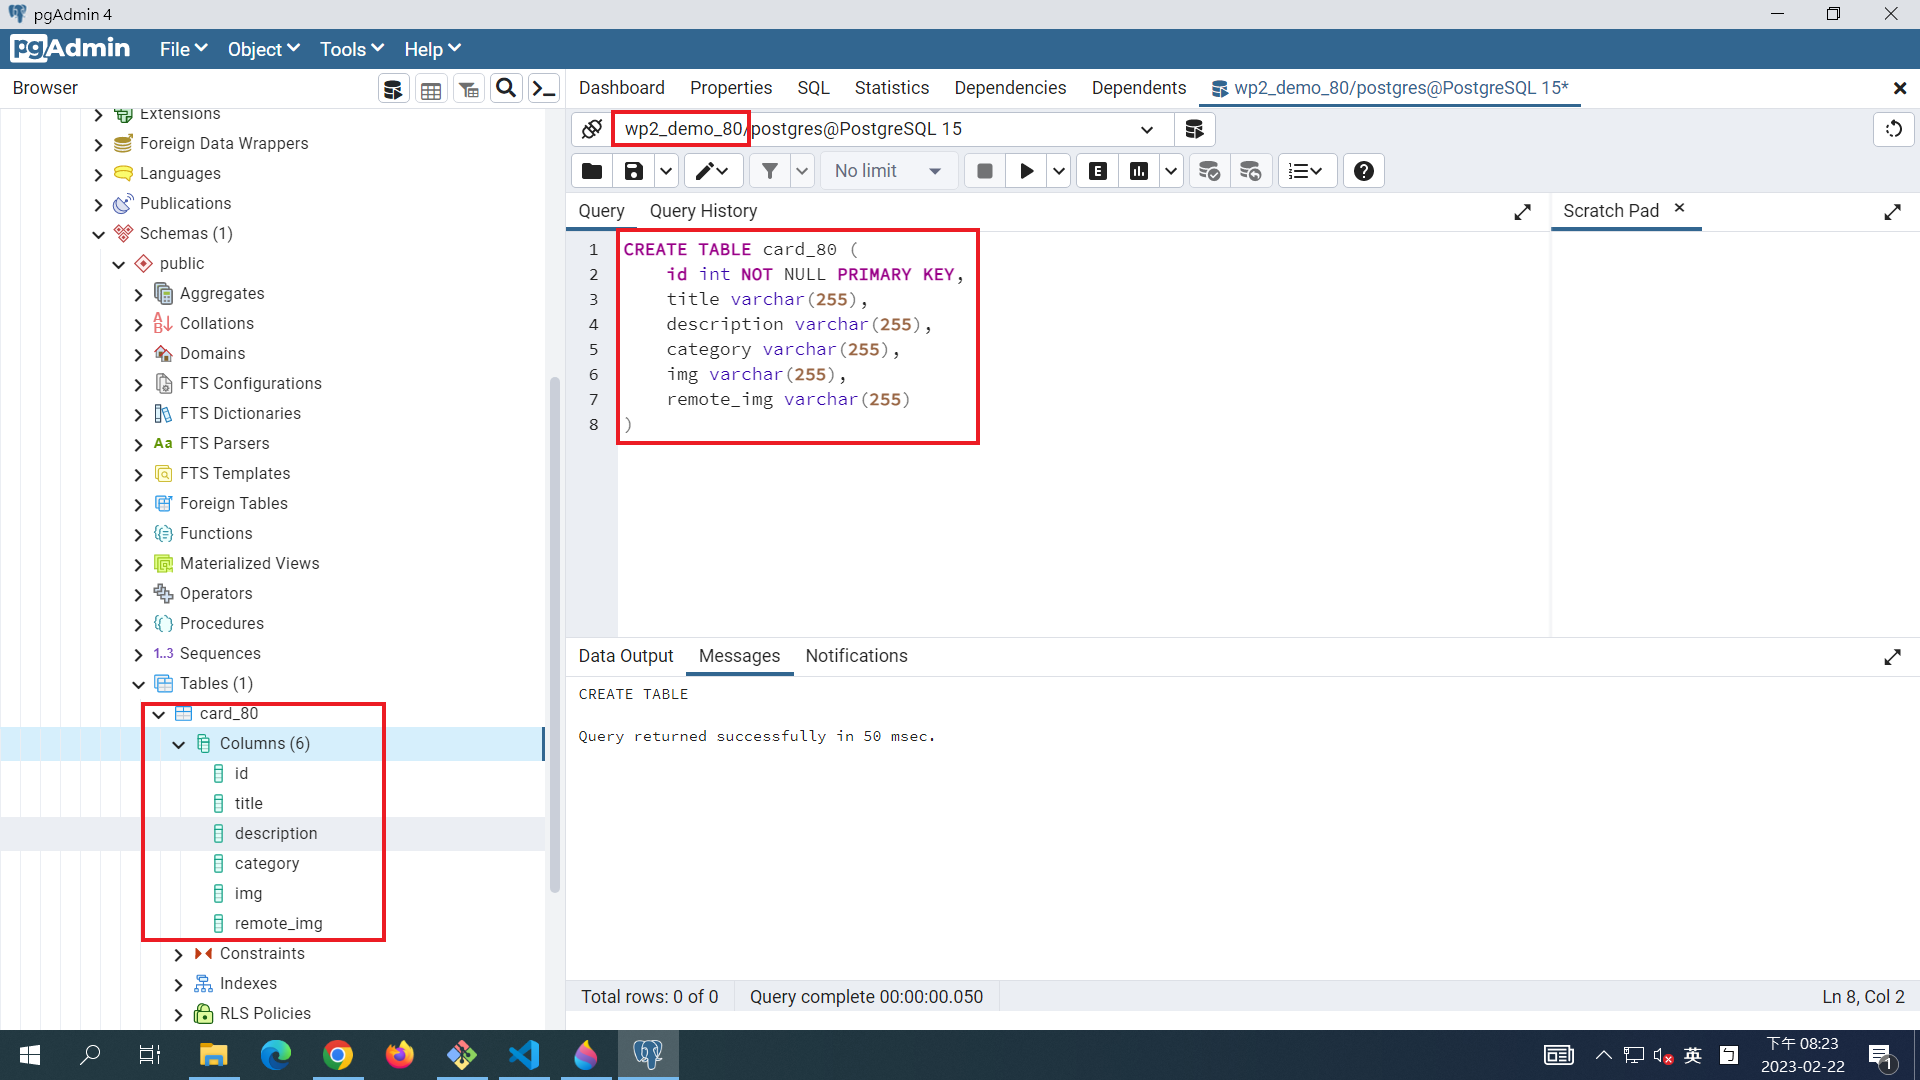 pgAdmin 4
pgAdmin File Object Tools Help
Browser
Dashboard Properties SQL Statistics Dependencies Dependents wp2_demo_80/postgres@PostgreSQL 15*
Extensions
Foreign Data Wrappers
Languages
Publications
Schemas (1)
public
Aggregates
Collations
Domains
FTS Configurations
FTS Dictionaries
Aa FTS Parsers
FTS Templates
Foreign Tables
Functions
Materialized Views
Operators
Procedures
1..3 Sequences
Tables (1)
card_80
Columns (6)
id
title
description
category
img
remote_img
Constraints
Indexes
RLS Policies
wp2_demo_80/postgres@PostgreSQL 15
No limit
E
Query Query History
Scratch Pad
1 CREATE TABLE card_80 (
2 id int NOT NULL PRIMARY KEY,
3 title varchar(255),
4 description varchar(255),
5 category varchar(255),
6 img varchar(255),
7 remote_img varchar(255)
8 )
Data Output Messages Notifications
CREATE TABLE
Query returned successfully in 50 msec.
Total rows: 0 of 0 Query complete 00:00:00.050 Ln 8, Col 2
英 ㄅ
下午 08:23
2023-02-22
1